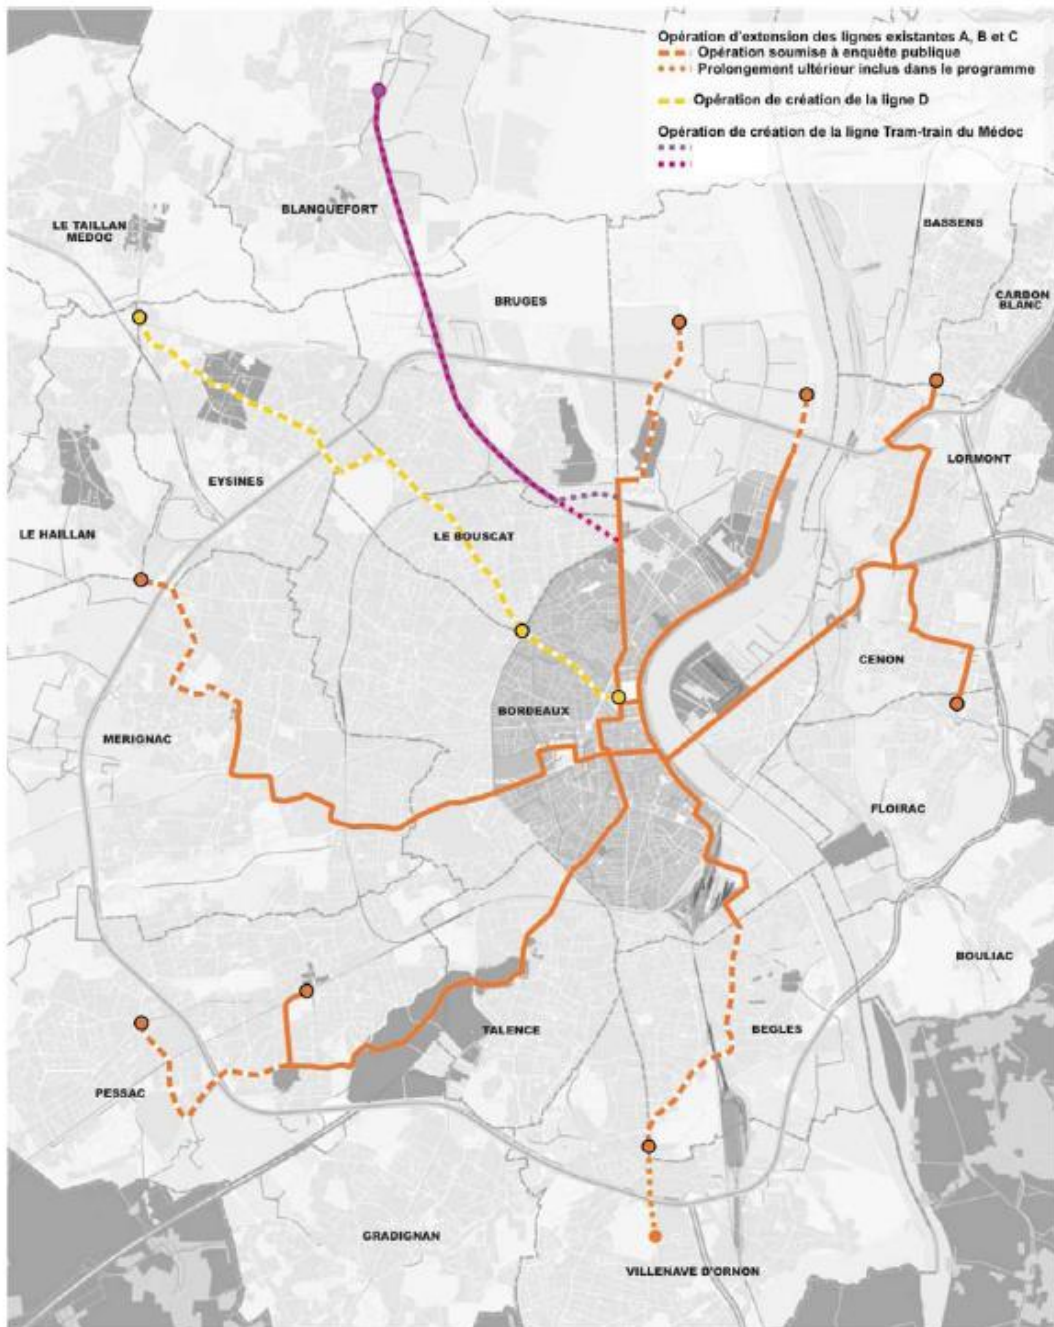 Opération d'extension des lignes existantes A, B et C
Opération soumise à enquête publique
Prolongement ultérieur inclus dans le programme
Opération de création de la ligne D
Opération de création de la ligne Tram-train du Médoc
BLANQUEFORT
LE TAILLAN
MEDOC
BASSENS
BRUGES
CARBON
BLANC
LORMONT
EYSINES
LE HAILLAN
LE BOUSCAT
CENON
BORDEAUX
MERIGNAC
FLOIRAC
BOULIAC
TALENCE
BEGLES
PESSAC
GRADIGNAN
VILLENAVE D'ORNON